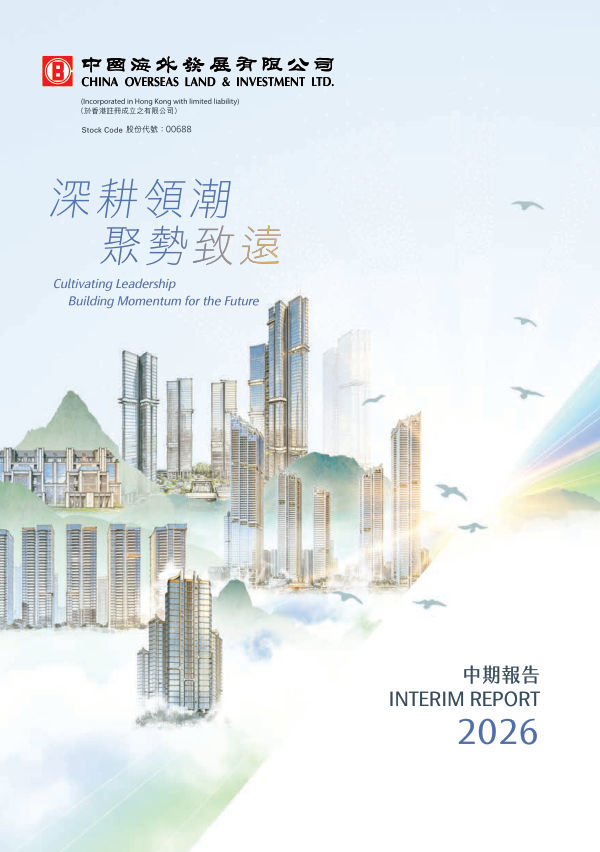 中國海外發展有限公司
CHINA OVERSEAS LAND & INVESTMENT LTD.
(Incorporated in Hong Kong with limited liability)
(於香港註冊成立之有限公司)
Stock Code 股份代號：00688
深耕領潮
聚勢致遠
Cultivating Leadership
Building Momentum for the Future
中期報告
INTERIM REPORT
2026